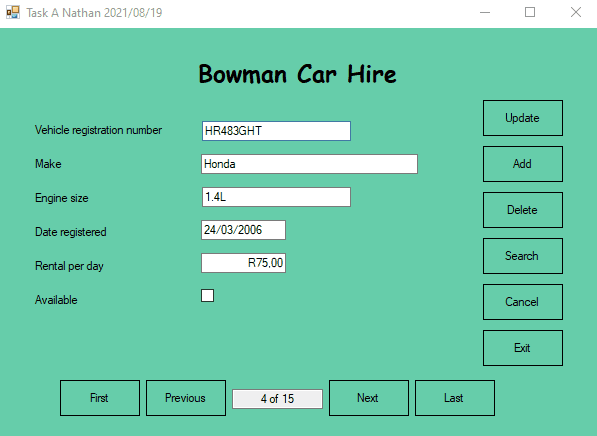 Task A Nathan 2021/08/19
Bowman Car Hire
Vehicle registration number HR483GHT
Make Honda
Engine size 1.4L
Date registered 24/03/2006
Rental per day R75,00
Available
Update
Add
Delete
Search
Cancel
Exit
First Previous 4 of 15 Next Last